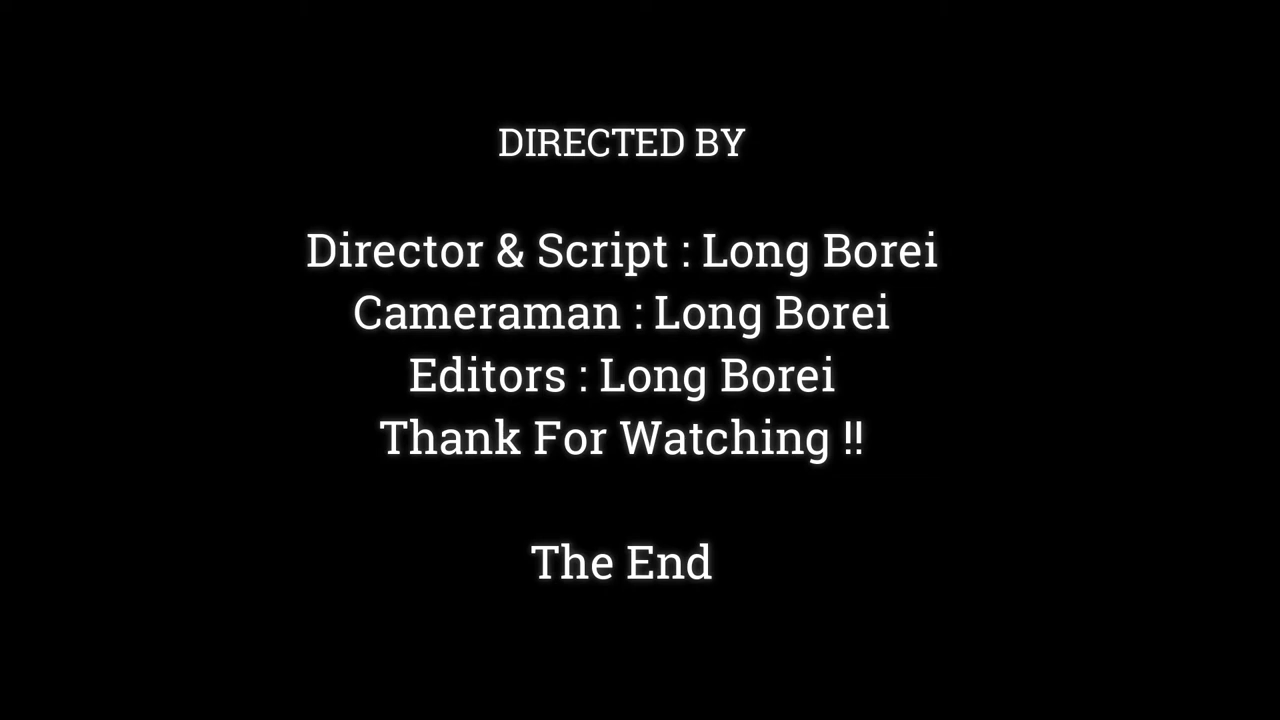 DIRECTED BY
Director & Script : Long Borei
Cameraman : Long Borei
Editors : Long Borei
Thank For Watching !!
The End